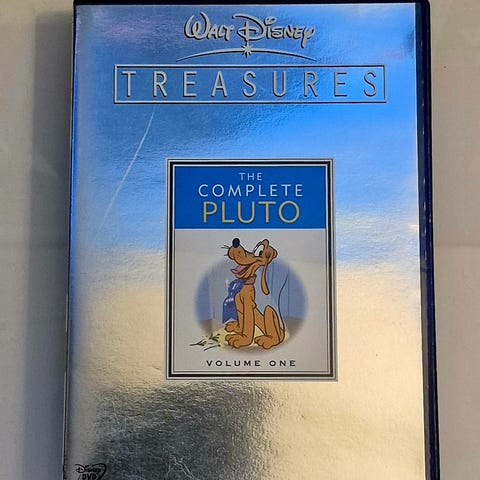 Walt Disney
TREASURES
THE
COMPLETE
PLUTO
VOLUME ONE
Disney
DVD